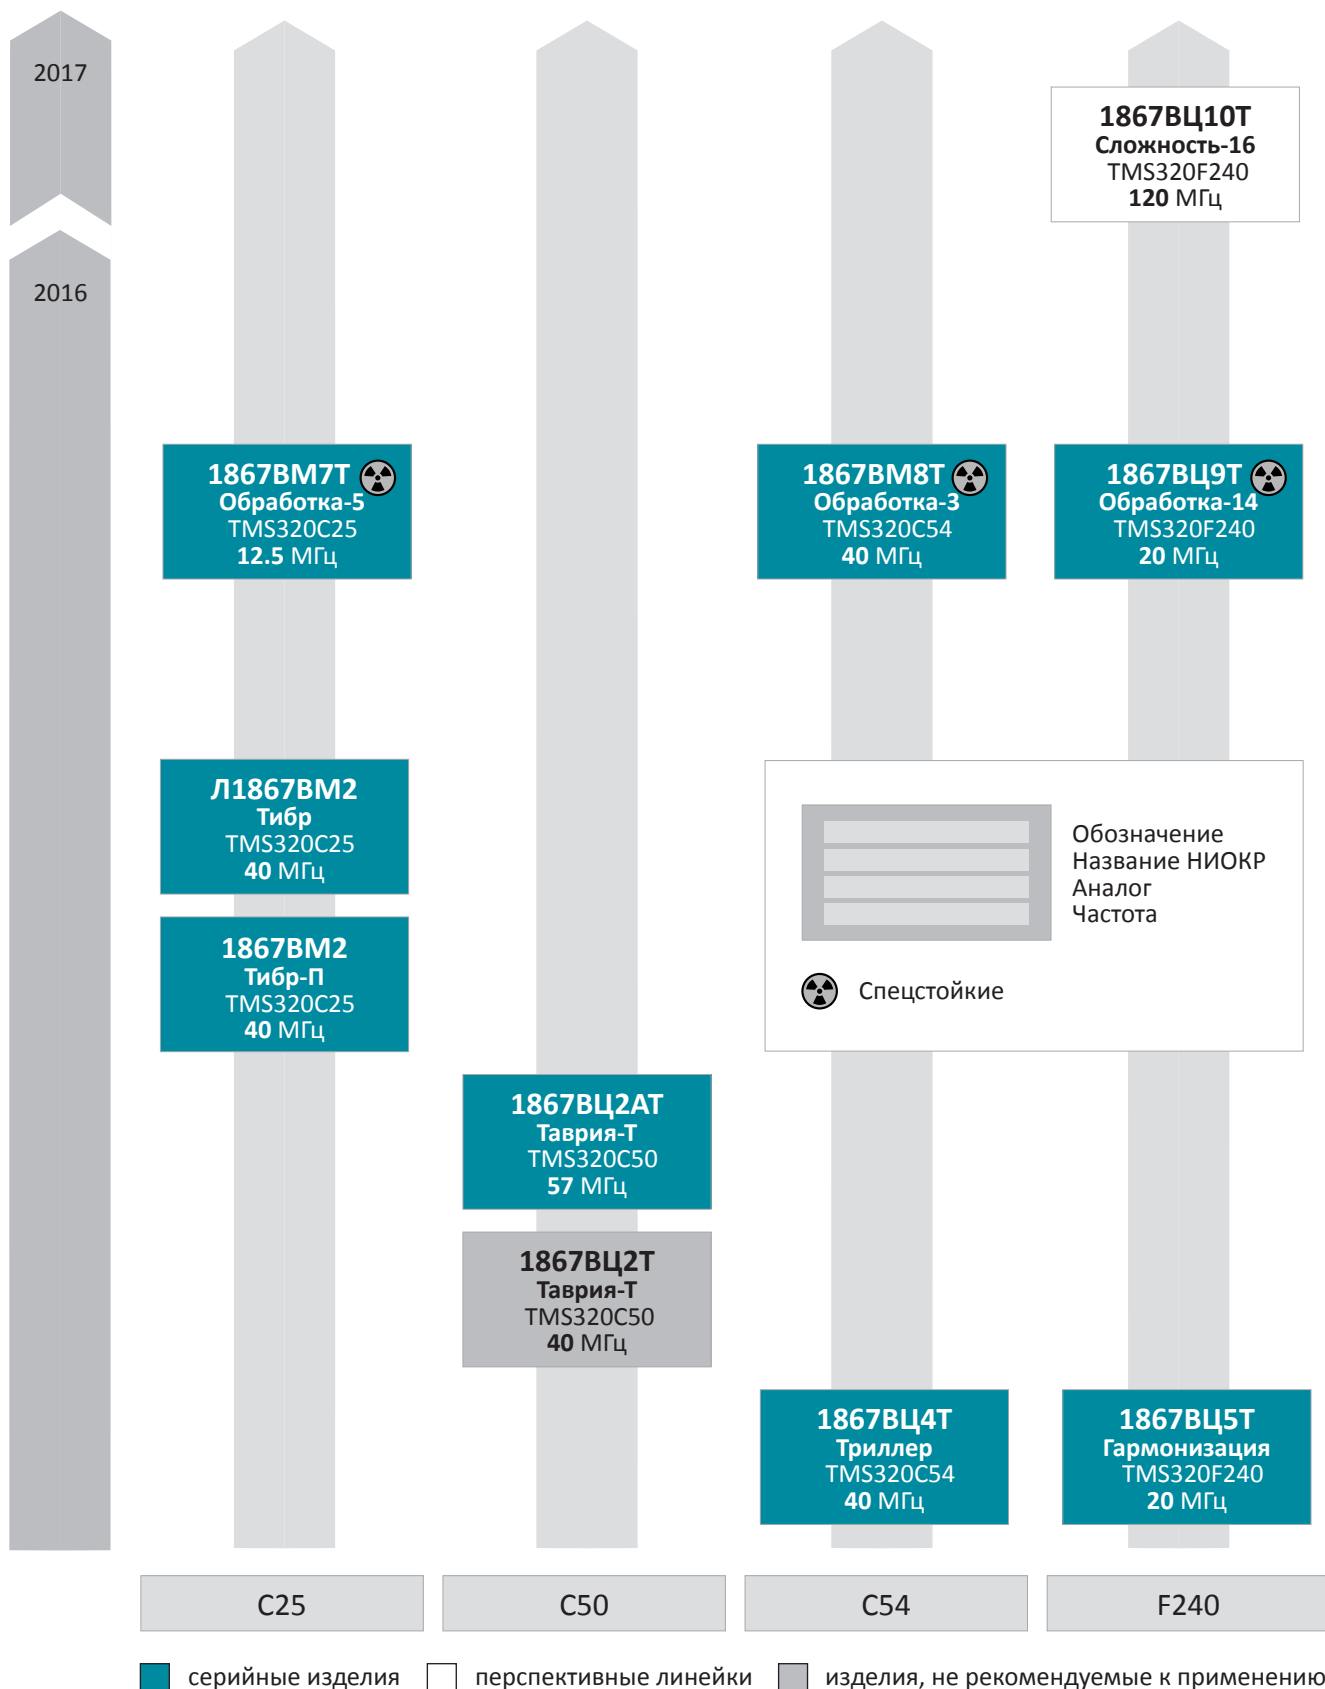 2017
1867ВЦ10Т
Сложность-16
TMS320F240
120 МГц
2016
1867ВМ7Т
Обработка-5
TMS320C25
12.5 МГц
1867ВМ8Т
Обработка-3
TMS320C54
40 МГц
1867ВЦ9Т
Обработка-14
TMS320F240
20 МГц
Л1867ВМ2
Тибр
TMS320C25
40 МГц
Обозначение
Название НИОКР
Аналог
Частота
Спецстойкие
1867ВМ2
Тибр-П
TMS320C25
40 МГц
1867ВЦ2АТ
Таврия-Т
TMS320C50
57 МГц
1867ВЦ2Т
Таврия-Т
TMS320C50
40 МГц
1867ВЦ4Т
Триллер
TMS320C54
40 МГц
1867ВЦ5Т
Гармонизация
TMS320F240
20 МГц
C25
C50
C54
F240
серийные изделия
перспективные линейки
изделия, не рекомендуемые к применению